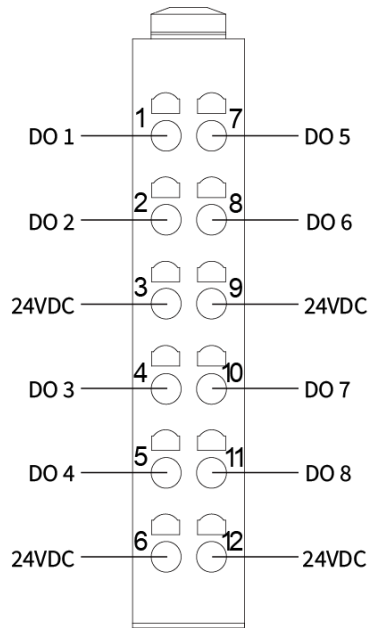 1 7
DO 1 DO 5
2 8
DO 2 DO 6
3 9
24VDC 24VDC
4 10
DO 3 DO 7
5 11
DO 4 DO 8
6 12
24VDC 24VDC